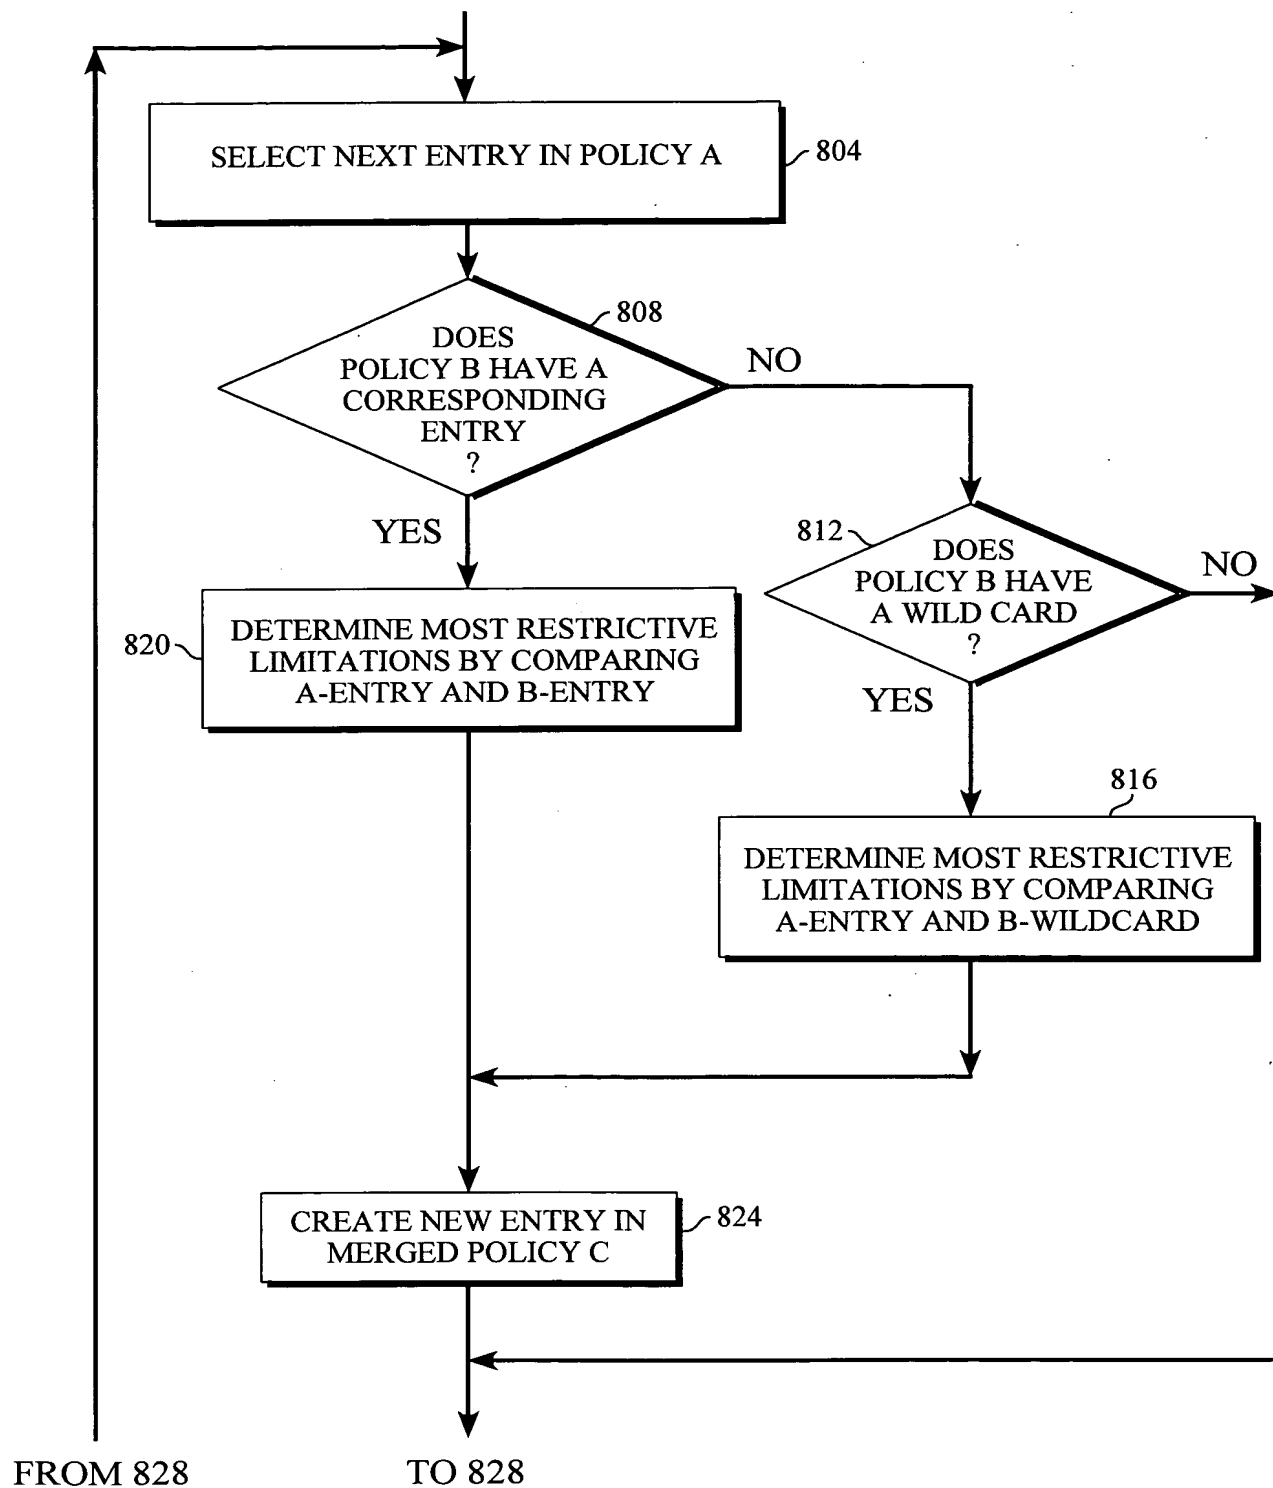 SELECT NEXT ENTRY IN POLICY A
804
808
DOES
POLICY B HAVE A
CORRESPONDING
ENTRY
?
NO
YES
812
DOES
POLICY B HAVE
A WILD CARD
?
NO
YES
820
DETERMINE MOST RESTRICTIVE
LIMITATIONS BY COMPARING
A-ENTRY AND B-ENTRY
816
DETERMINE MOST RESTRICTIVE
LIMITATIONS BY COMPARING
A-ENTRY AND B-WILDCARD
CREATE NEW ENTRY IN
MERGED POLICY C
824
FROM 828
TO 828